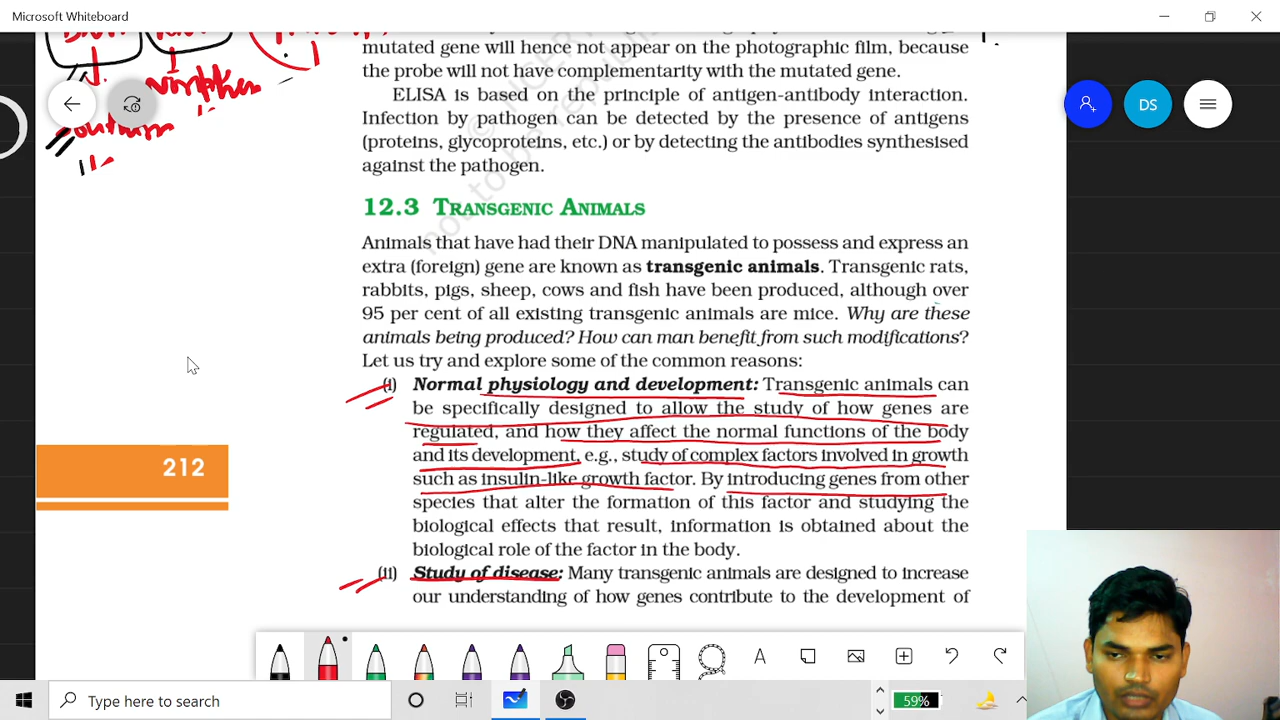 Microsoft Whiteboard
mutated gene will hence not appear on the photographic film, because
the probe will not have complementarity with the mutated gene.
ELISA is based on the principle of antigen-antibody interaction.
Infection by pathogen can be detected by the presence of antigens
(proteins, glycoproteins, etc.) or by detecting the antibodies synthesised
against the pathogen.
DS
12.3 TRANSGENIC ANIMALS
Animals that have had their DNA manipulated to possess and express an
extra (foreign) gene are known as transgenic animals. Transgenic rats,
rabbits, pigs, sheep, cows and fish have been produced, although over
95 per cent of all existing transgenic animals are mice. Why are these
animals being produced? How can man benefit from such modifications?
Let us try and explore some of the common reasons:
(i) Normal physiology and development: Transgenic animals can
be specifically designed to allow the study of how genes are
regulated, and how they affect the normal functions of the body
and its development, e.g., study of complex factors involved in growth
such as insulin-like growth factor. By introducing genes from other
species that alter the formation of this factor and studying the
biological effects that result, information is obtained about the
biological role of the factor in the body.
(ii) Study of disease: Many transgenic animals are designed to increase
our understanding of how genes contribute to the development of
212
Type here to search
59%